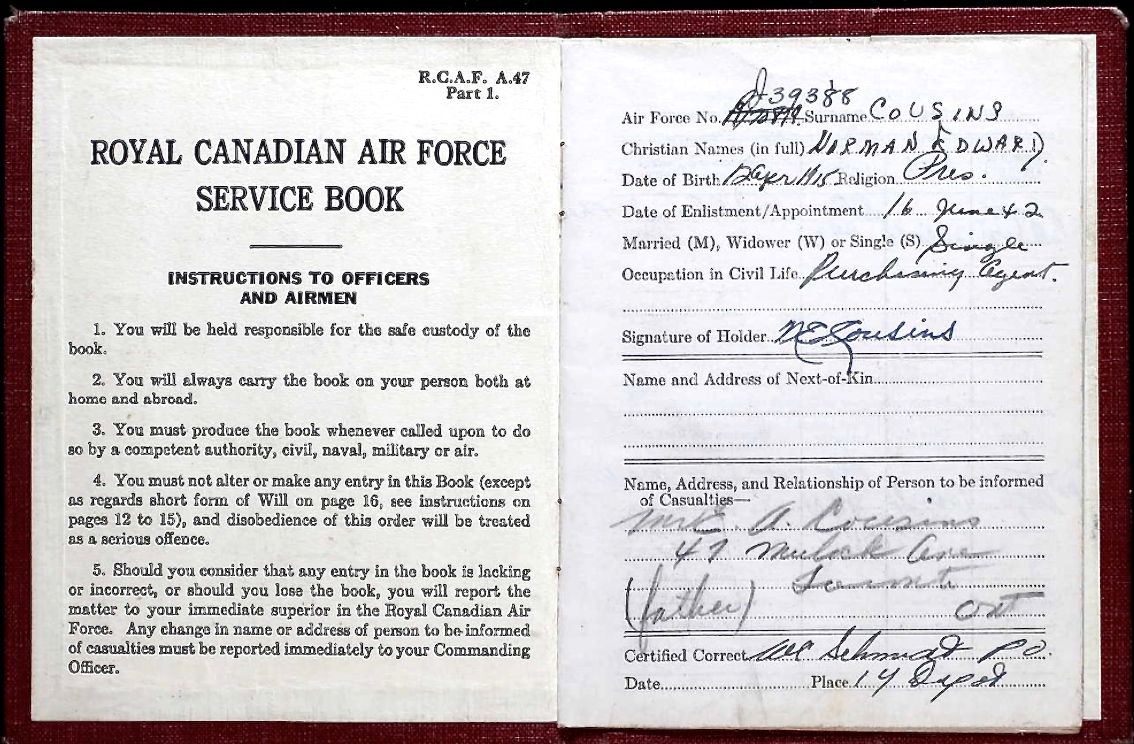 R.C.A.F. A.47
Part 1.
ROYAL CANADIAN AIR FORCE
SERVICE BOOK
INSTRUCTIONS TO OFFICERS
AND AIRMEN
1. You will be held responsible for the safe custody of the
book.
2. You will always carry the book on your person both at
home and abroad.
3. You must produce the book whenever called upon to do
so by a competent authority, civil, naval, military or air.
4. You must not alter or make any entry in this Book (except
as regards short form of Will on page 16, see instructions on
pages 12 to 15), and disobedience of this order will be treated
as a serious offence.
5. Should you consider that any entry in the book is lacking
or incorrect, or should you lose the book, you will report the
matter to your immediate superior in the Royal Canadian Air
Force. Any change in name or address of person to be informed
of casualties must be reported immediately to your Commanding
Officer.
J39388
Air Force No. Surname COUSINS
Christian Names (in full) NORMAN EDWARD
Date of Birth Religion Pres.
Date of Enlistment/Appointment 16 June 42
Married (M), Widower (W) or Single (S) Single
Occupation in Civil Life Purchasing Agent.
Signature of Holder NECousins
Name and Address of Next-of-Kin
Name, Address, and Relationship of Person to be informed
of Casualties—
A. Cousins
47 Mulock Ave
Toronto
(father) Ont
Certified Correct Schmidt P/O.
Date Place Depot